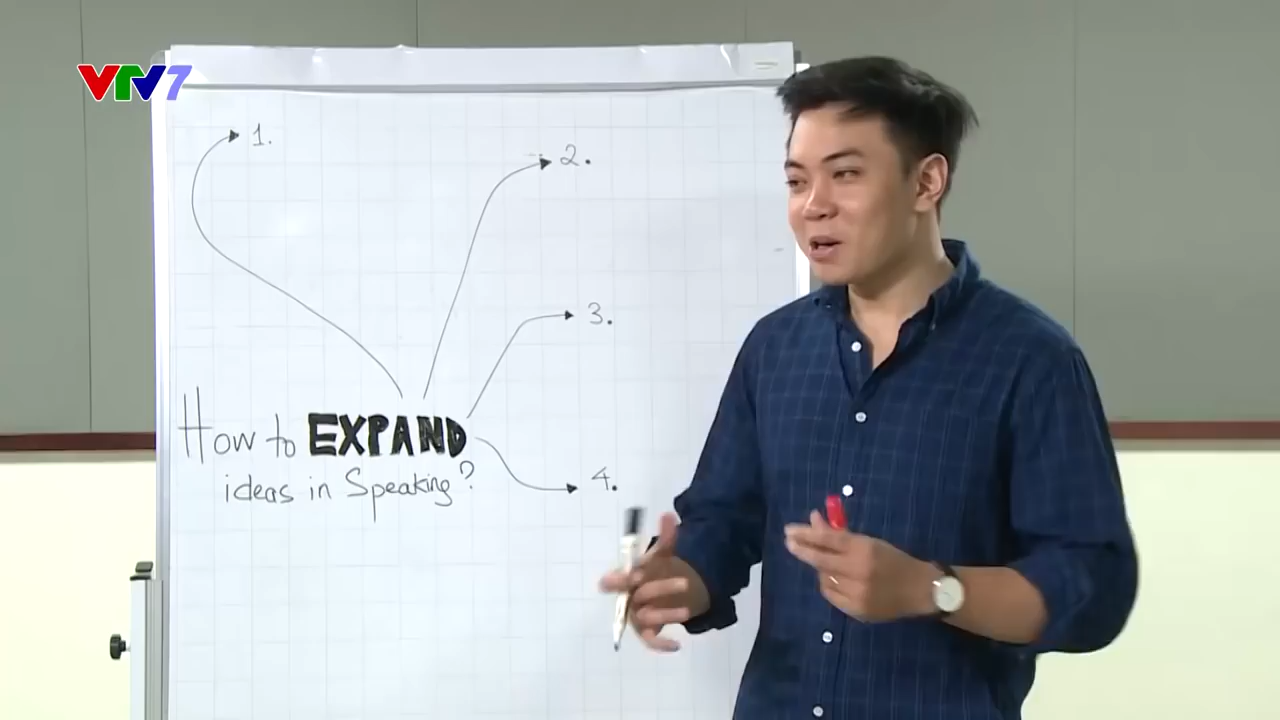 VTV7
1.
2.
3.
How to EXPAND
ideas in Speaking?
4.